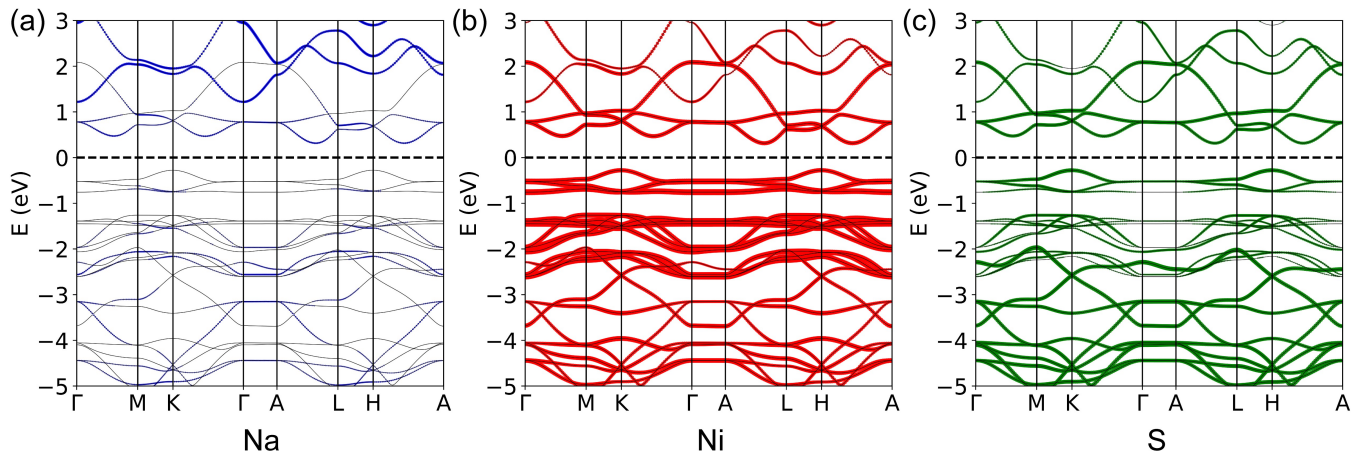 (a)
E (eV)
3
2
1
0
−1
−2
−3
−4
−5
Γ M K Γ A L H A
Na
(b)
E (eV)
3
2
1
0
−1
−2
−3
−4
−5
Γ M K Γ A L H A
Ni
(c)
E (eV)
3
2
1
0
−1
−2
−3
−4
−5
Γ M K Γ A L H A
S